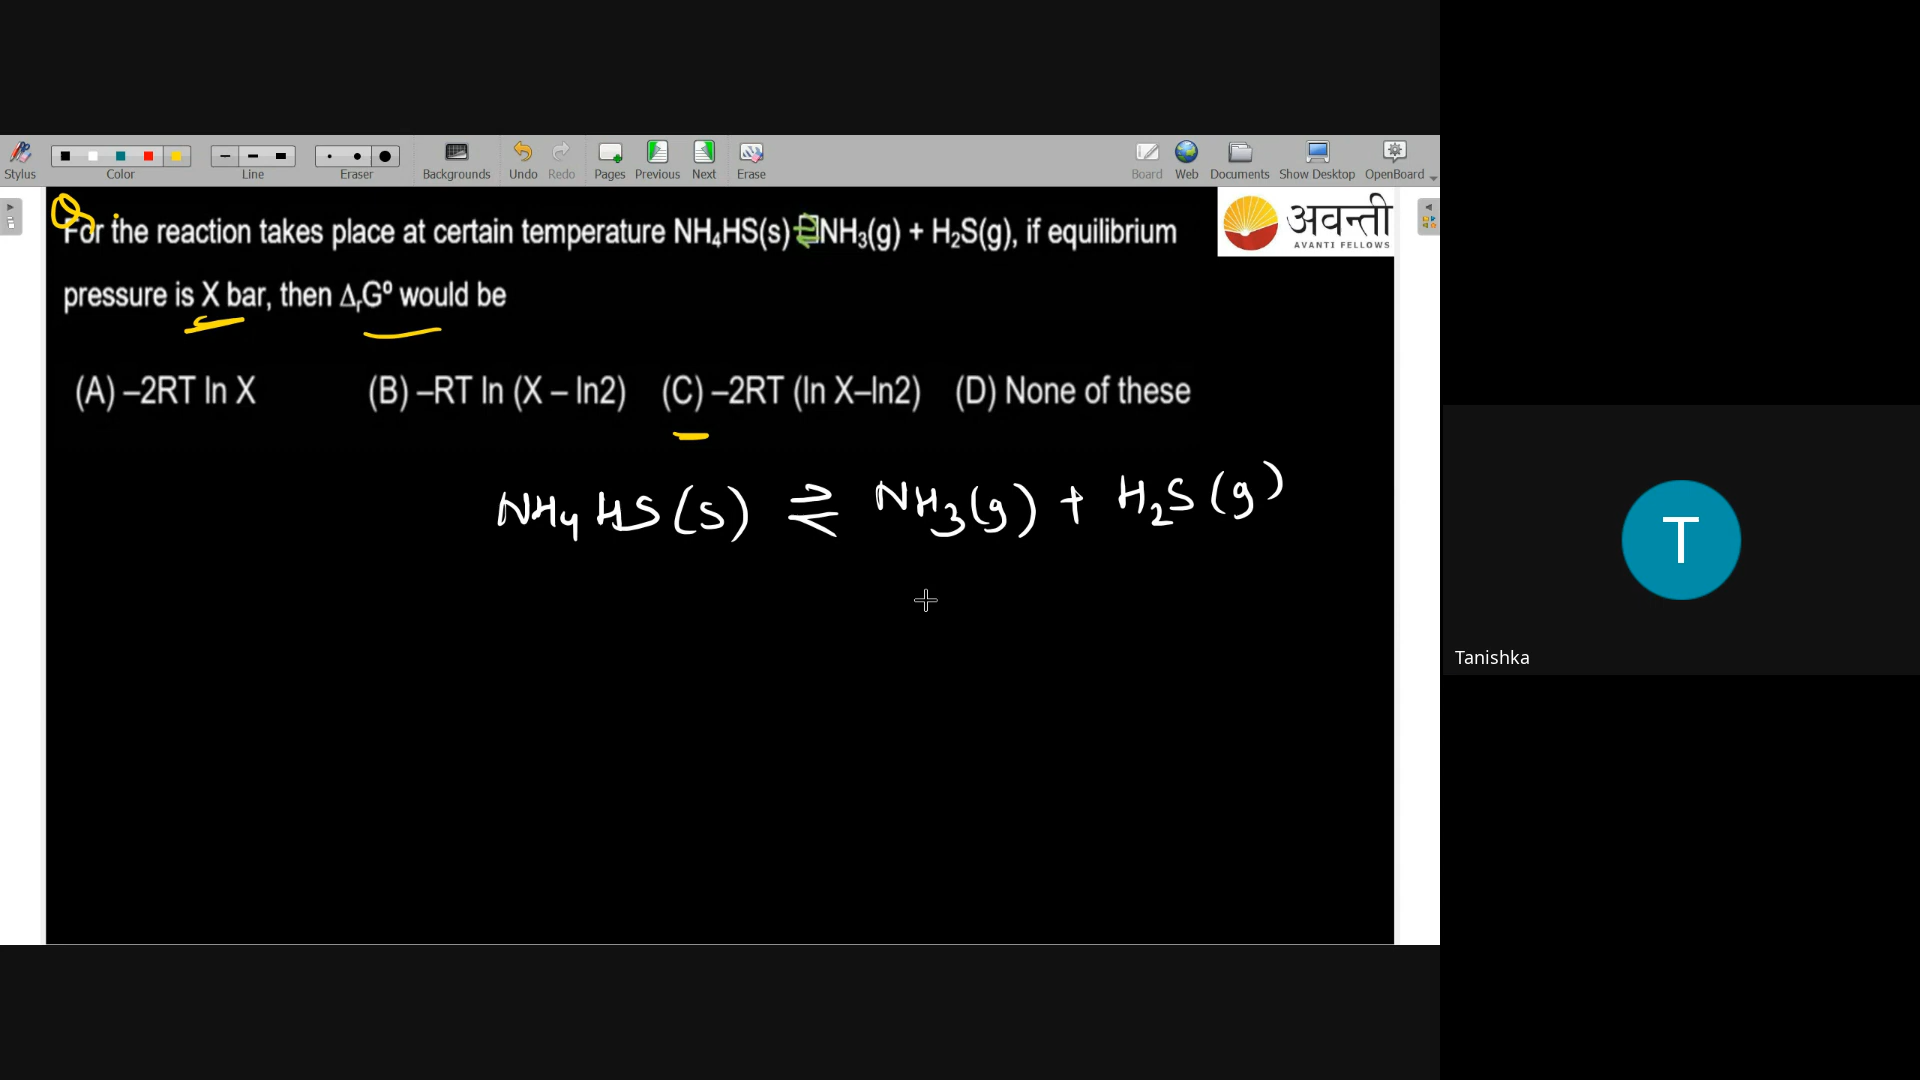 Stylus Color Line Eraser Backgrounds Undo Redo Pages Previous Next Erase Board Web Documents Show Desktop OpenBoard
Q.
For the reaction takes place at certain temperature NH₄HS(s) ⇌ NH₃(g) + H₂S(g), if equilibrium
pressure is X bar, then ΔᵣGº would be
अवन्ती
AVANTI FELLOWS
(A) –2RT ln X (B) –RT ln (X – ln2) (C) –2RT (ln X–ln2) (D) None of these
NH₄HS(s) ⇌ NH₃(g) + H₂S(g)
T
Tanishka